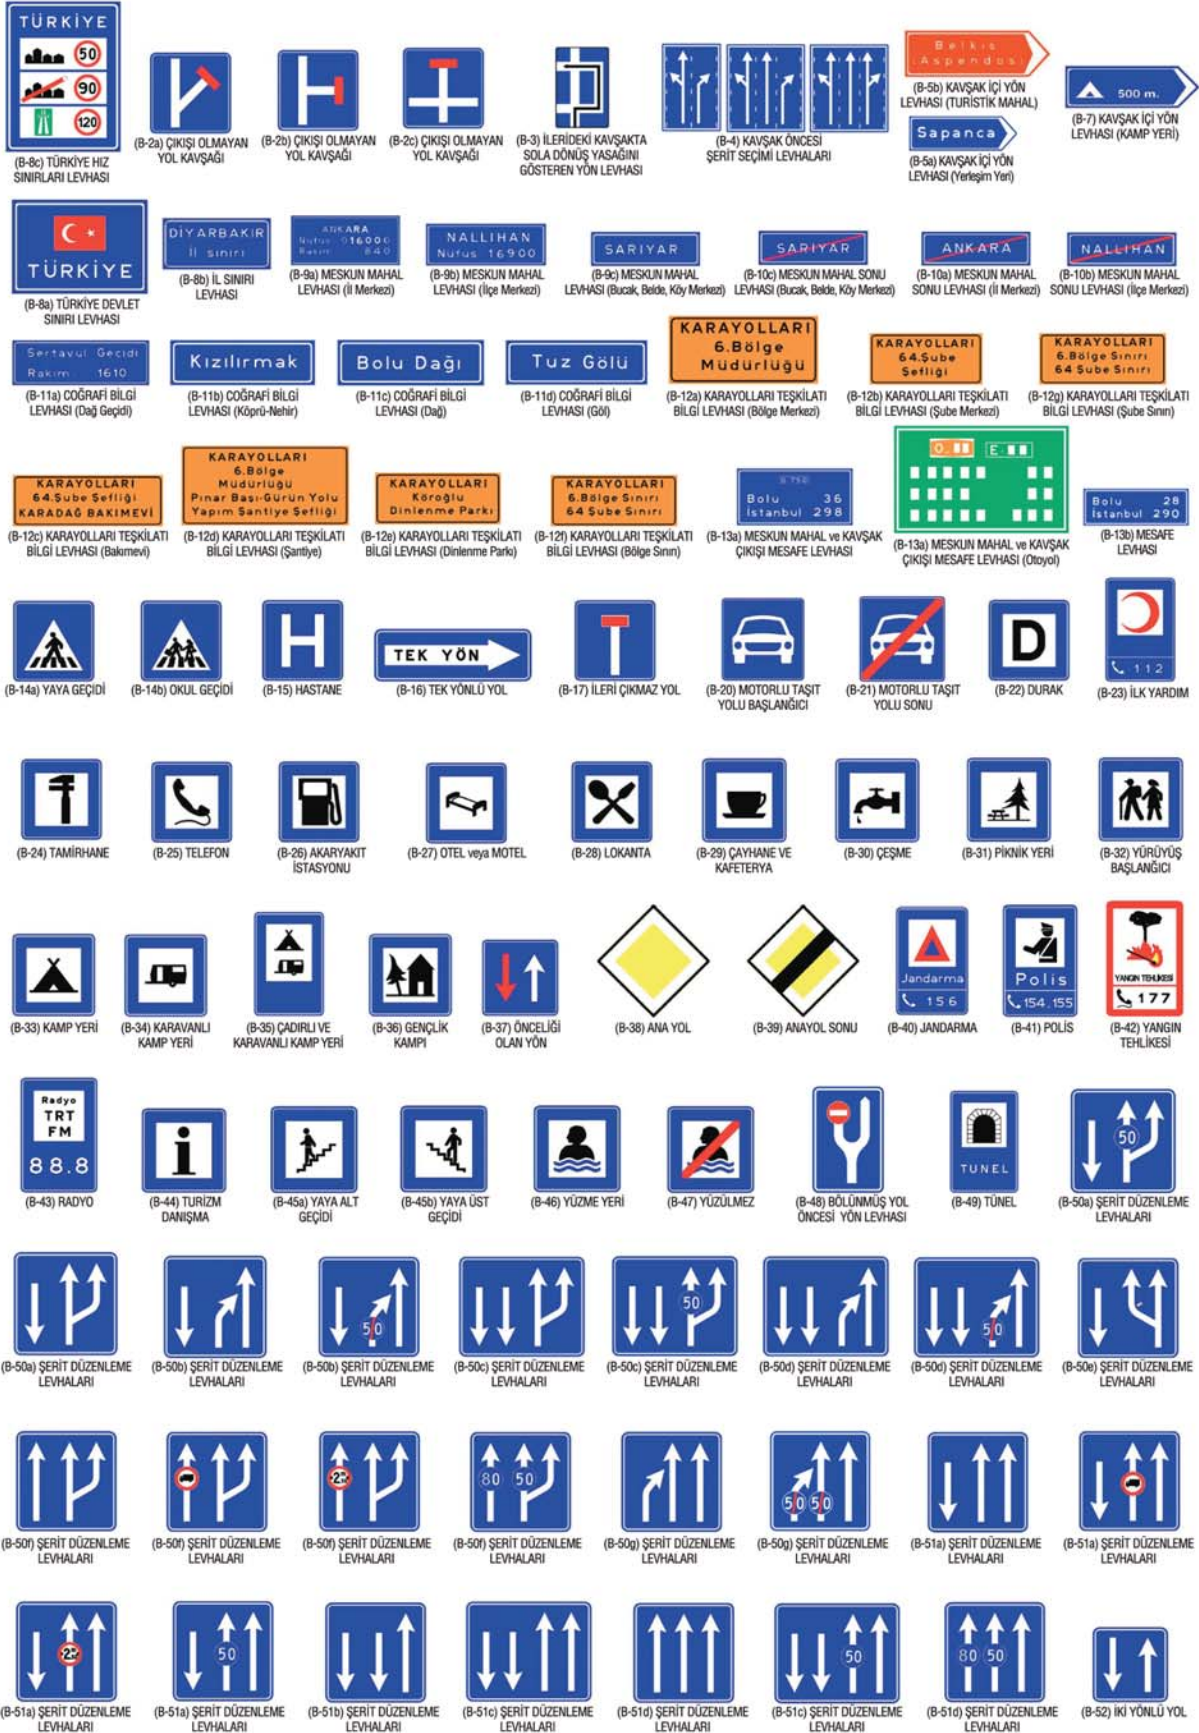 TÜRKİYE
50
90
120
(B-8c) TÜRKİYE HIZ
SINIRLARI LEVHASI
(B-2a) ÇIKIŞI OLMAYAN
YOL KAVŞAĞI
(B-2b) ÇIKIŞI OLMAYAN
YOL KAVŞAĞI
(B-2c) ÇIKIŞI OLMAYAN
YOL KAVŞAĞI
(B-3) İLERİDEKİ KAVŞAKTA
SOLA DÖNÜŞ YASAĞINI
GÖSTEREN YÖN LEVHASI
(B-4) KAVŞAK ÖNCESİ
ŞERİT SEÇİMİ LEVHALARI
Belkıs
(Aspendos)
(B-5b) KAVŞAK İÇİ YÖN
LEVHASI (TURİSTİK MAHAL)
Sapanca
(B-5a) KAVŞAK İÇİ YÖN
LEVHASI (Yerleşim Yeri)
500 m.
(B-7) KAVŞAK İÇİ YÖN
LEVHASI (KAMP YERİ)
TÜRKİYE
(B-8a) TÜRKİYE DEVLET
SINIRI LEVHASI
DİYARBAKIR
İl sınırı
(B-8b) İL SINIRI
LEVHASI
ANKARA
Nüfus 916000
Rakım 840
(B-9a) MESKUN MAHAL
LEVHASI (İl Merkezi)
NALLIHAN
Nüfus 16900
(B-9b) MESKUN MAHAL
LEVHASI (İlçe Merkezi)
SARIYAR
(B-9c) MESKUN MAHAL
LEVHASI (Bucak, Belde, Köy Merkezi)
SARIYAR
(B-10c) MESKUN MAHAL SONU
LEVHASI (Bucak, Belde, Köy Merkezi)
ANKARA
(B-10a) MESKUN MAHAL
SONU LEVHASI (İl Merkezi)
NALLIHAN
(B-10b) MESKUN MAHAL
SONU LEVHASI (İlçe Merkezi)
Sertavul Geçidi
Rakım 1610
(B-11a) COĞRAFİ BİLGİ
LEVHASI (Dağ Geçidi)
Kızılırmak
(B-11b) COĞRAFİ BİLGİ
LEVHASI (Köprü-Nehir)
Bolu Dağı
(B-11c) COĞRAFİ BİLGİ
LEVHASI (Dağ)
Tuz Gölü
(B-11d) COĞRAFİ BİLGİ
LEVHASI (Göl)
KARAYOLLARI
6.Bölge
Müdürlüğü
(B-12a) KARAYOLLARI TEŞKİLATI
BİLGİ LEVHASI (Bölge Merkezi)
KARAYOLLARI
64.Şube
Şefliği
(B-12b) KARAYOLLARI TEŞKİLATI
BİLGİ LEVHASI (Şube Merkezi)
KARAYOLLARI
6.Bölge Sınırı
64 Şube Sınırı
(B-12g) KARAYOLLARI TEŞKİLATI
BİLGİ LEVHASI (Şube Sınırı)
KARAYOLLARI
64.Şube Şefliği
KARADAĞ BAKIMEVİ
(B-12c) KARAYOLLARI TEŞKİLATI
BİLGİ LEVHASI (Bakımevi)
KARAYOLLARI
6.Bölge
Müdürlüğü
Pınar Başı-Gürün Yolu
Yapım Şantiye Şefliği
(B-12d) KARAYOLLARI TEŞKİLATI
BİLGİ LEVHASI (Şantiye)
KARAYOLLARI
Köroğlu
Dinlenme Parkı
(B-12e) KARAYOLLARI TEŞKİLATI
BİLGİ LEVHASI (Dinlenme Parkı)
KARAYOLLARI
6.Bölge Sınırı
64 Şube Sınırı
(B-12f) KARAYOLLARI TEŞKİLATI
BİLGİ LEVHASI (Bölge Sınırı)
Bolu 36
İstanbul 298
(B-13a) MESKUN MAHAL ve KAVŞAK
ÇIKIŞI MESAFE LEVHASI
O.
E.
(B-13a) MESKUN MAHAL ve KAVŞAK
ÇIKIŞI MESAFE LEVHASI (Otoyol)
Bolu 28
İstanbul 290
(B-13b) MESAFE
LEVHASI
(B-14a) YAYA GEÇİDİ
(B-14b) OKUL GEÇİDİ
H
(B-15) HASTANE
TEK YÖN
(B-16) TEK YÖNLÜ YOL
(B-17) İLERİ ÇIKMAZ YOL
(B-20) MOTORLU TAŞIT
YOLU BAŞLANGICI
(B-21) MOTORLU TAŞIT
YOLU SONU
D
(B-22) DURAK
112
(B-23) İLK YARDIM
(B-24) TAMİRHANE
(B-25) TELEFON
(B-26) AKARYAKIT
İSTASYONU
(B-27) OTEL veya MOTEL
(B-28) LOKANTA
(B-29) ÇAYHANE VE
KAFETERYA
(B-30) ÇEŞME
(B-31) PİKNİK YERİ
(B-32) YÜRÜYÜŞ
BAŞLANGICI
(B-33) KAMP YERİ
(B-34) KARAVANLI
KAMP YERİ
(B-35) ÇADIRLI VE
KARAVANLI KAMP YERİ
(B-36) GENÇLİK
KAMPI
(B-37) ÖNCELİĞİ
OLAN YÖN
(B-38) ANA YOL
(B-39) ANAYOL SONU
Jandarma
156
(B-40) JANDARMA
Polis
154.155
(B-41) POLİS
YANGIN TEHLİKESİ
177
(B-42) YANGIN
TEHLİKESİ
Radyo
TRT
FM
88.8
(B-43) RADYO
i
(B-44) TURİZM
DANIŞMA
(B-45a) YAYA ALT
GEÇİDİ
(B-45b) YAYA ÜST
GEÇİDİ
(B-46) YÜZME YERİ
(B-47) YÜZÜLMEZ
(B-48) BÖLÜNMÜŞ YOL
ÖNCESİ YÖN LEVHASI
TUNEL
(B-49) TÜNEL
50
(B-50a) ŞERİT DÜZENLEME
LEVHALARI
(B-50a) ŞERİT DÜZENLEME
LEVHALARI
(B-50b) ŞERİT DÜZENLEME
LEVHALARI
50
(B-50b) ŞERİT DÜZENLEME
LEVHALARI
(B-50c) ŞERİT DÜZENLEME
LEVHALARI
50
(B-50c) ŞERİT DÜZENLEME
LEVHALARI
(B-50d) ŞERİT DÜZENLEME
LEVHALARI
50
(B-50d) ŞERİT DÜZENLEME
LEVHALARI
(B-50e) ŞERİT DÜZENLEME
LEVHALARI
(B-50f) ŞERİT DÜZENLEME
LEVHALARI
(B-50f) ŞERİT DÜZENLEME
LEVHALARI
2m
(B-50f) ŞERİT DÜZENLEME
LEVHALARI
80 50
(B-50f) ŞERİT DÜZENLEME
LEVHALARI
(B-50g) ŞERİT DÜZENLEME
LEVHALARI
50 50
(B-50g) ŞERİT DÜZENLEME
LEVHALARI
(B-51a) ŞERİT DÜZENLEME
LEVHALARI
(B-51a) ŞERİT DÜZENLEME
LEVHALARI
2m
(B-51a) ŞERİT DÜZENLEME
LEVHALARI
50
(B-51a) ŞERİT DÜZENLEME
LEVHALARI
(B-51b) ŞERİT DÜZENLEME
LEVHALARI
(B-51c) ŞERİT DÜZENLEME
LEVHALARI
(B-51d) ŞERİT DÜZENLEME
LEVHALARI
50
(B-51c) ŞERİT DÜZENLEME
LEVHALARI
80 50
(B-51d) ŞERİT DÜZENLEME
LEVHALARI
(B-52) İKİ YÖNLÜ YOL